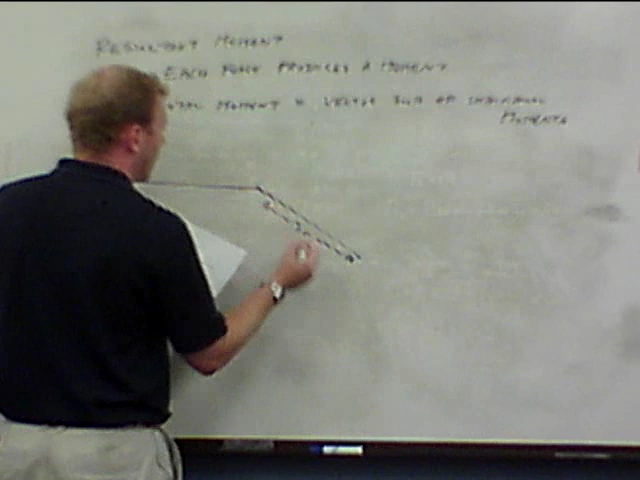 RESULTANT MOMENT
EACH FORCE PRODUCES A MOMENT
TOTAL MOMENT = VECTOR SUM OF INDIVIDUAL
MOMENTS